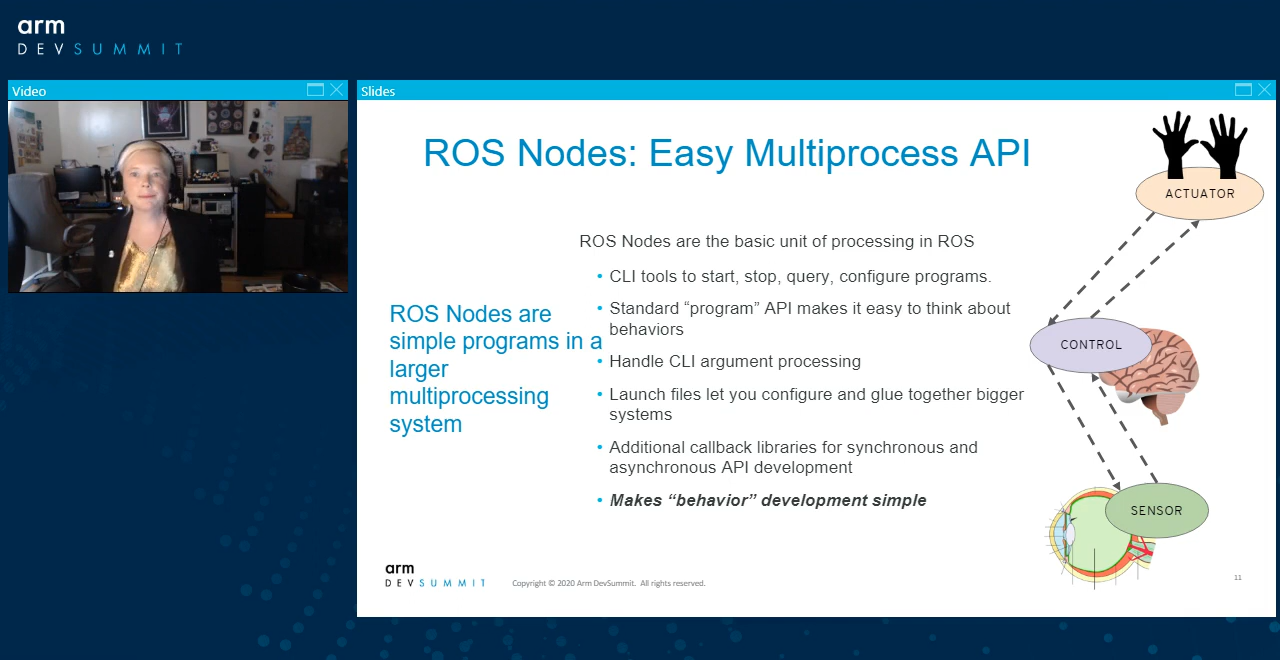 arm
DEVSUMMIT
Video
Slides
ROS Nodes: Easy Multiprocess API
ROS Nodes are
simple programs in a
larger
multiprocessing
system
ROS Nodes are the basic unit of processing in ROS
• CLI tools to start, stop, query, configure programs.
• Standard “program” API makes it easy to think about
behaviors
• Handle CLI argument processing
• Launch files let you configure and glue together bigger
systems
• Additional callback libraries for synchronous and
asynchronous API development
• Makes “behavior” development simple
ACTUATOR
CONTROL
SENSOR
arm
DEVSUMMIT
Copyright © 2020 Arm DevSummit. All rights reserved.
11